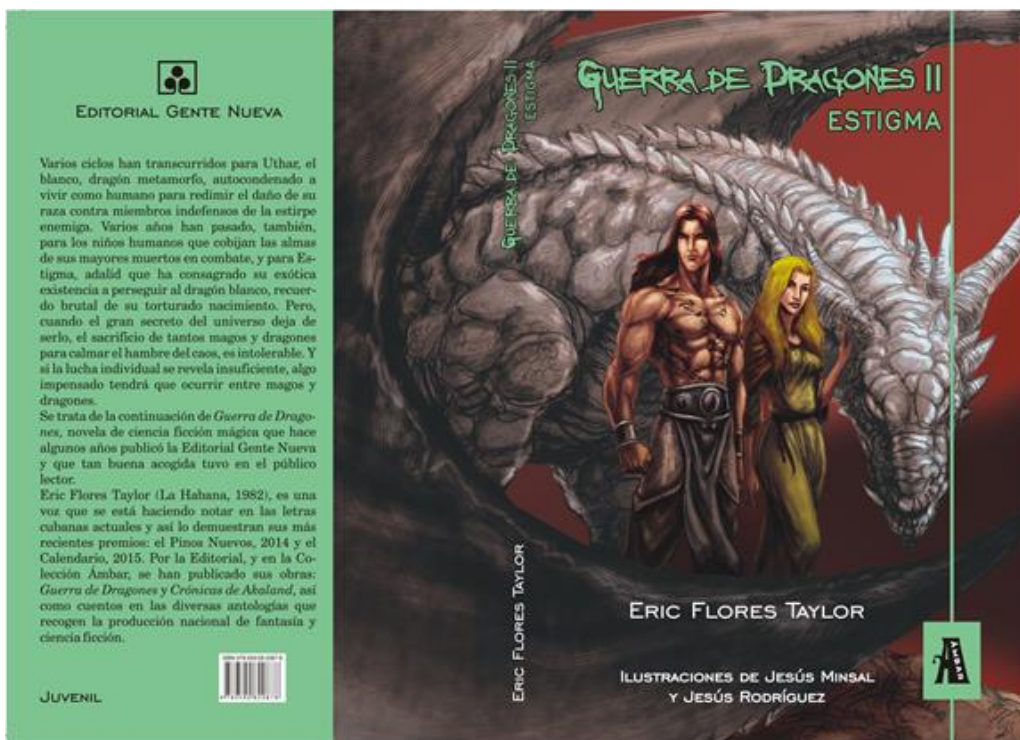 EDITORIAL GENTE NUEVA
Varios ciclos han transcurridos para Uthar, el
blanco, dragón metamorfo, autocondenado a
vivir como humano para redimir el daño de su
raza contra miembros indefensos de la estirpe
enemiga. Varios años han pasado, también,
para los niños humanos que cobijan las almas
de sus mayores muertos en combate, y para Es-
tigma, adalid que ha consagrado su exótica
existencia a perseguir al dragón blanco, recuer-
do brutal de su torturado nacimiento. Pero,
cuando el gran secreto del universo deja de
serlo, el sacrificio de tantos magos y dragones
para calmar el hambre del caos, es intolerable. Y
si la lucha individual se revela insuficiente, algo
impensado tendrá que ocurrir entre magos y
dragones.
Se trata de la continuación de Guerra de Drago-
nes, novela de ciencia ficción mágica que hace
algunos años publicó la Editorial Gente Nueva
y que tan buena acogida tuvo en el público
lector.
Eric Flores Taylor (La Habana, 1982), es una
voz que se está haciendo notar en las letras
cubanas actuales y así lo demuestran sus más
recientes premios: el Pinos Nuevos, 2014 y el
Calendario, 2015. Por la Editorial, y en la Co-
lección Ámbar, se han publicado sus obras:
Guerra de Dragones y Crónicas de Akaland, así
como cuentos en las diversas antologías que
recogen la producción nacional de fantasía y
ciencia ficción.
JUVENIL
GUERRA DE DRAGONES II
ESTIGMA
ERIC FLORES TAYLOR
GUERRA DE DRAGONES II
ESTIGMA
ERIC FLORES TAYLOR
ILUSTRACIONES DE JESÚS MINSAL
Y JESÚS RODRÍGUEZ
ÁMBAR